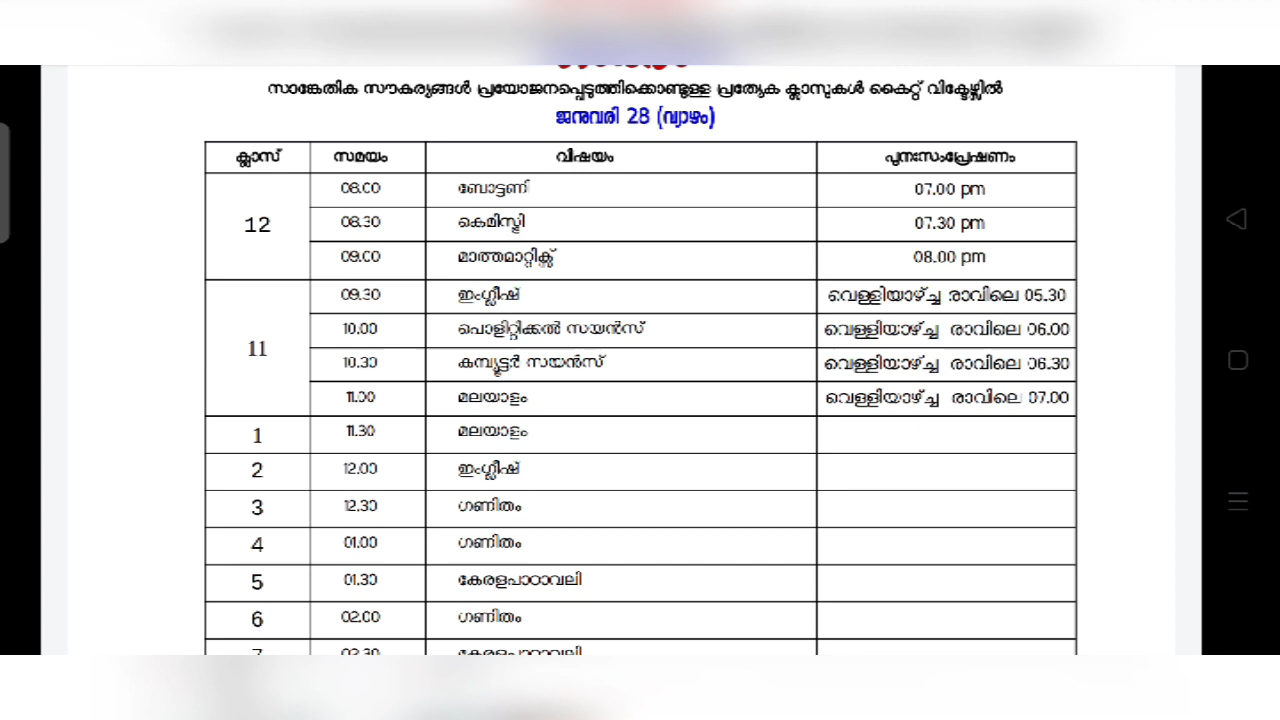 സാങ്കേതിക സൗകര്യങ്ങൾ പ്രയോജനപ്പെടുത്തിക്കൊണ്ടുള്ള പ്രത്യേക ക്ലാസുകൾ കൈറ്റ് വിക്ടേഴ്സിൽ
ജനുവരി 28 (വ്യാഴം)
ക്ലാസ് സമയം വിഷയം പുനഃസംപ്രേഷണം
12 08.00 ബോട്ടണി 07.00 pm
08.30 കെമിസ്ട്രി 07.30 pm
09.00 മാത്തമാറ്റിക്സ് 08.00 pm
11 09.30 ഇംഗ്ലീഷ് വെള്ളിയാഴ്ച്ച രാവിലെ 05.30
10.00 പൊളിറ്റിക്കൽ സയൻസ് വെള്ളിയാഴ്ച്ച രാവിലെ 06.00
10.30 കമ്പ്യൂട്ടർ സയൻസ് വെള്ളിയാഴ്ച്ച രാവിലെ 06.30
11.00 മലയാളം വെള്ളിയാഴ്ച്ച രാവിലെ 07.00
1 11.30 മലയാളം
2 12.00 ഇംഗ്ലീഷ്
3 12.30 ഗണിതം
4 01.00 ഗണിതം
5 01.30 കേരളപാഠാവലി
6 02.00 ഗണിതം
7 02.30 കേരളപാഠാവലി